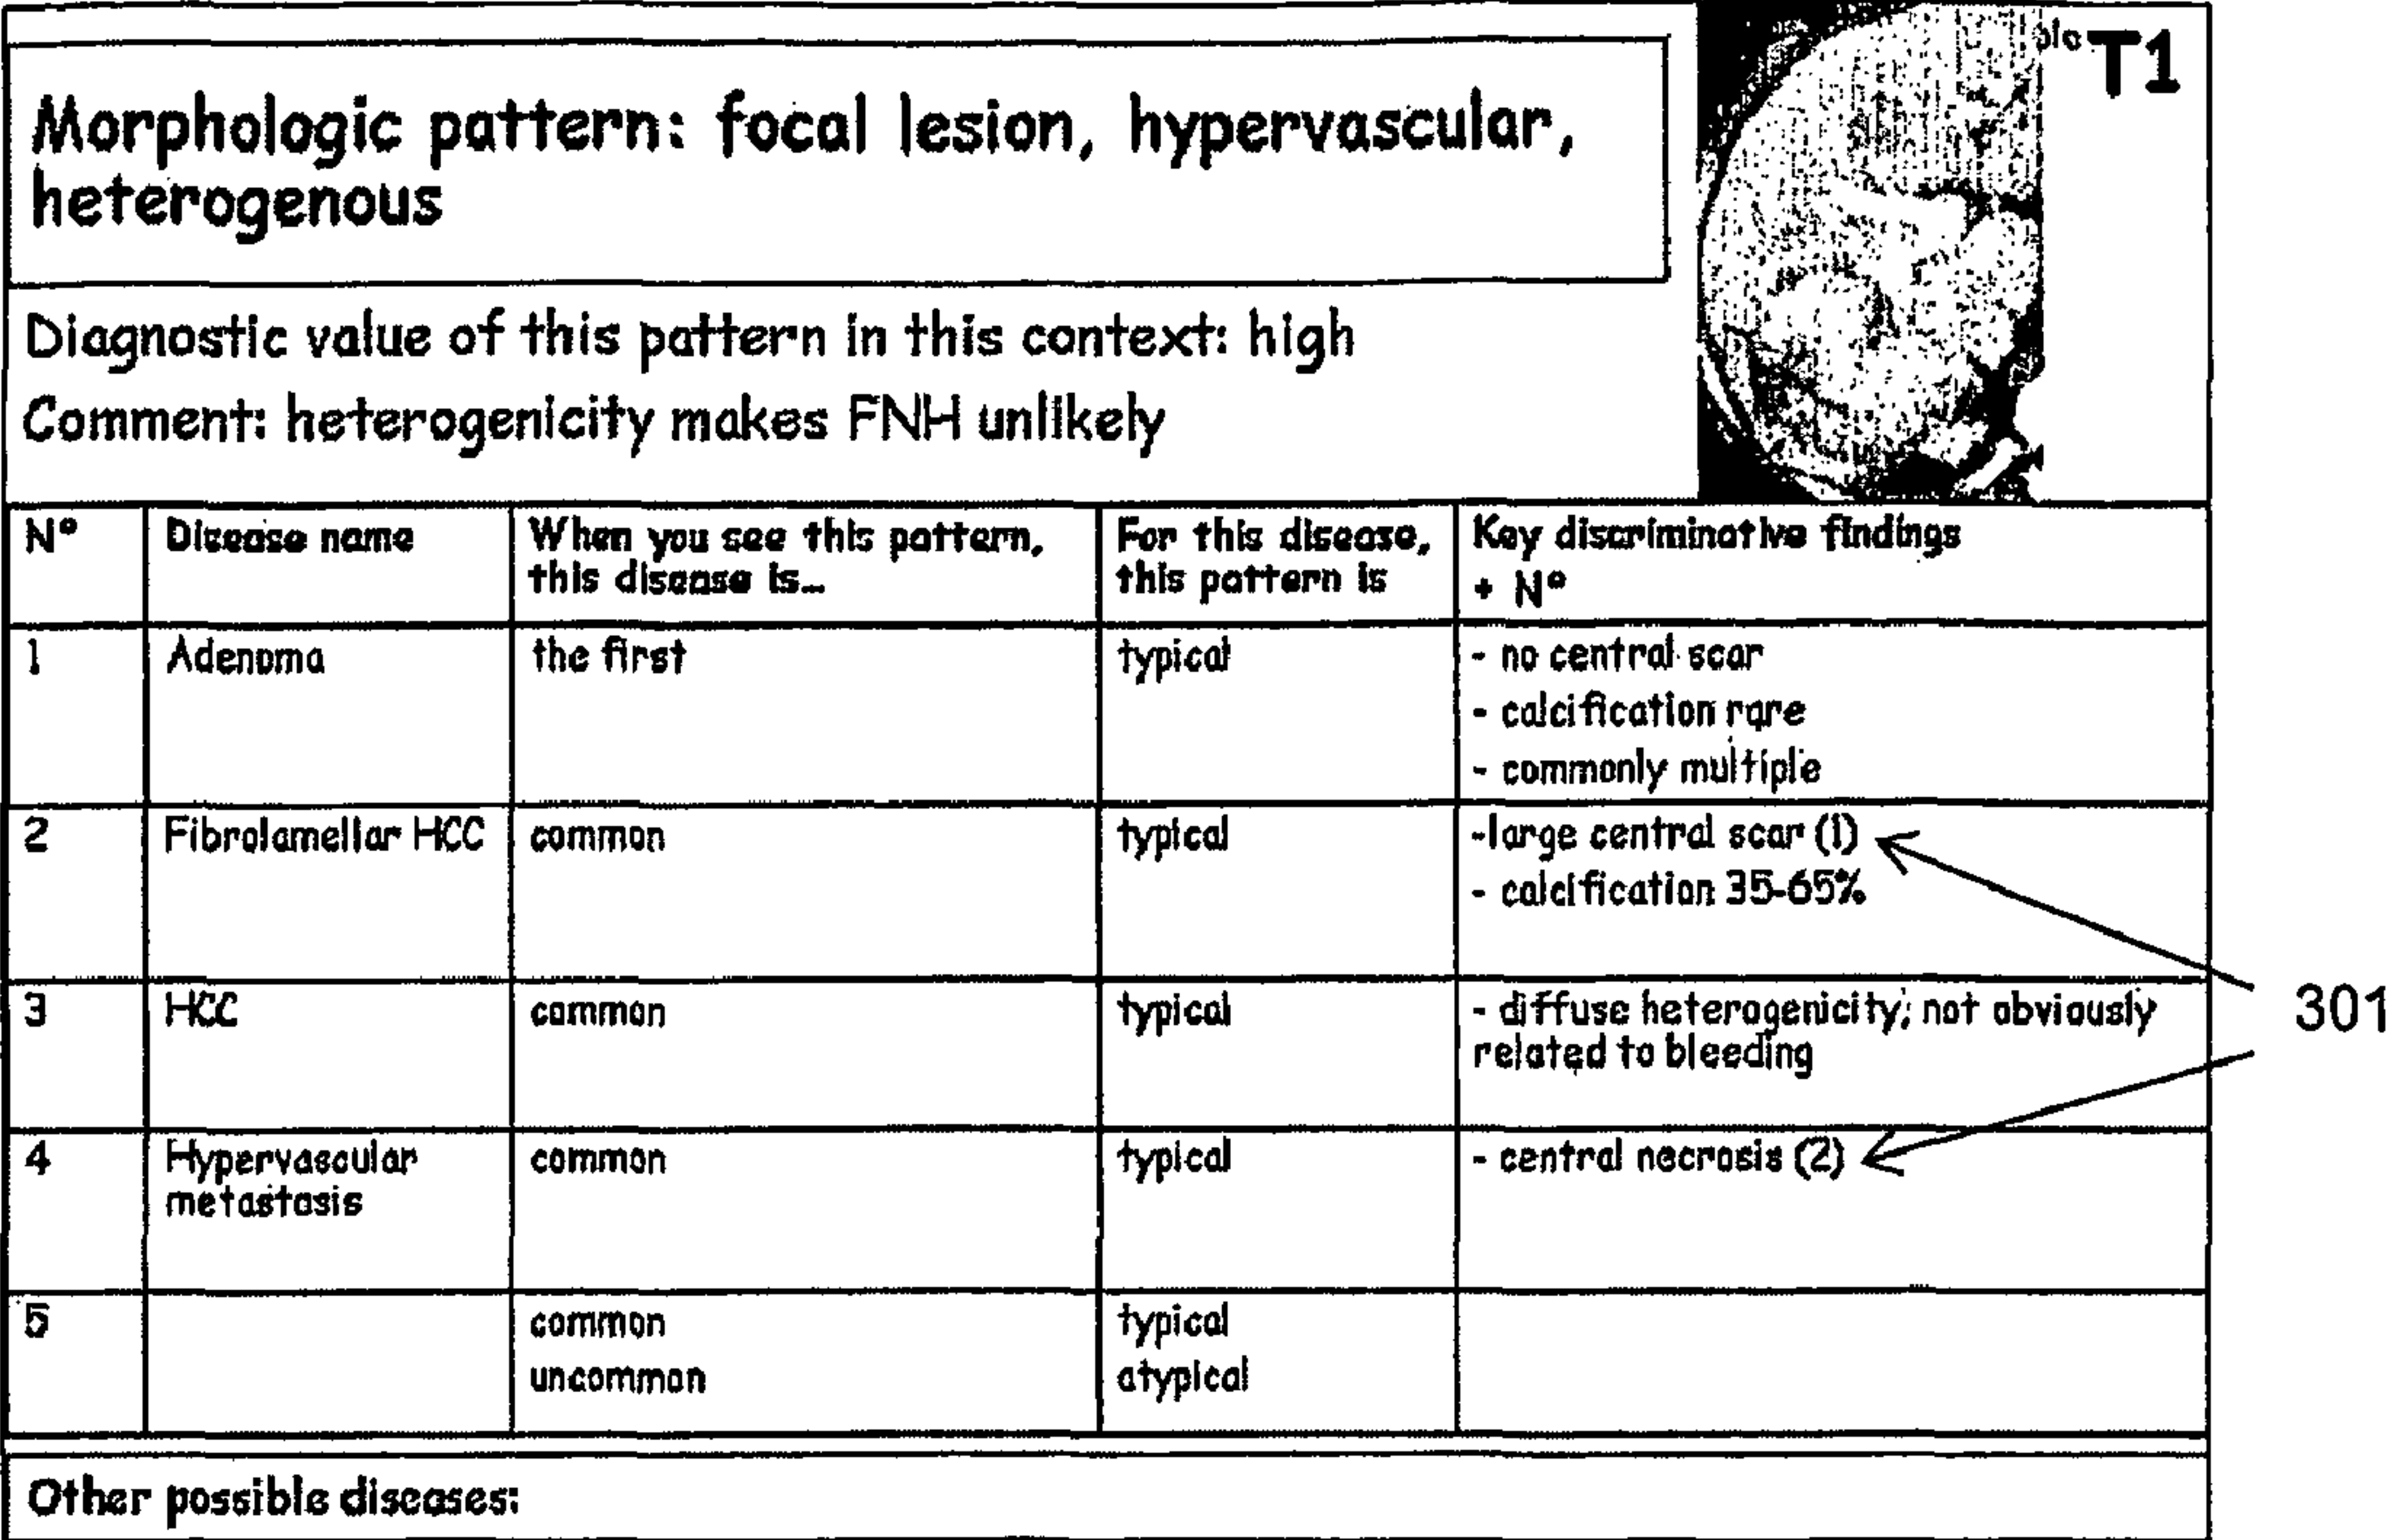 T1
Morphologic pattern: focal lesion, hypervascular,
heterogenous
Diagnostic value of this pattern in this context: high
Comment: heterogenicity makes FNH unlikely
N° Disease name When you see this pattern, this disease is... For this disease, this pattern is Key discriminative findings + N°
1 Adenoma the first typical - no central scar
- calcification rare
- commonly multiple
2 Fibrolamellar HCC common typical -large central scar (1)
- calcification 35-65%
3 HCC common typical - diffuse heterogenicity; not obviously
related to bleeding
301
4 Hypervascular metastasis common typical - central necrosis (2)
5 common typical
uncommon atypical
Other possible diseases: